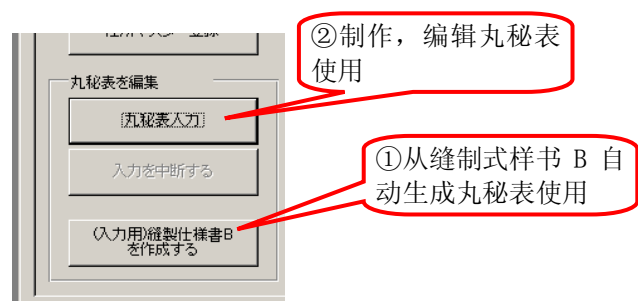 ②制作，编辑丸秘表
使用
丸秘表を編集
丸秘表入力
①从缝制式样书 B 自
动生成丸秘表使用
入力を中断する
(入力用)縫製仕様書B
を作成する